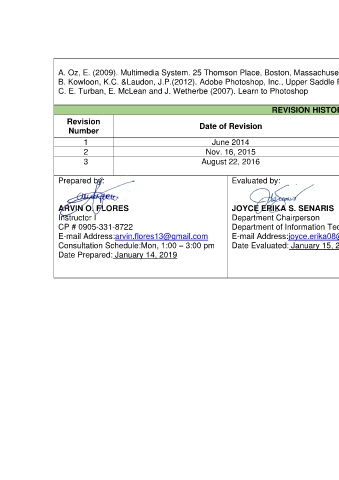 A. Oz, E. (2009). Multimedia System. 25 Thomson Place, Boston, Massachuse
B. Kowloon, K.C. &Laudon, J.P.(2012). Adobe Photoshop, Inc., Upper Saddle
C. E. Turban, E. McLean and J. Wetherbe (2007). Learn to Photoshop
REVISION HISTO
Revision Number
Date of Revision
1 June 2014
2 Nov. 16, 2015
3 August 22, 2016
Prepared by:
ARVIN O. FLORES
Instructor I
CP # 0905-331-8722
E-mail Address:arvin.flores13@gmail.com
Consultation Schedule:Mon, 1:00 – 3:00 pm
Date Prepared: January 14, 2019
Evaluated by:
JOYCE ERIKA S. SENARIS
Department Chairperson
Department of Information Tec
E-mail Address:joyce.erika08
Date Evaluated: January 15, 2